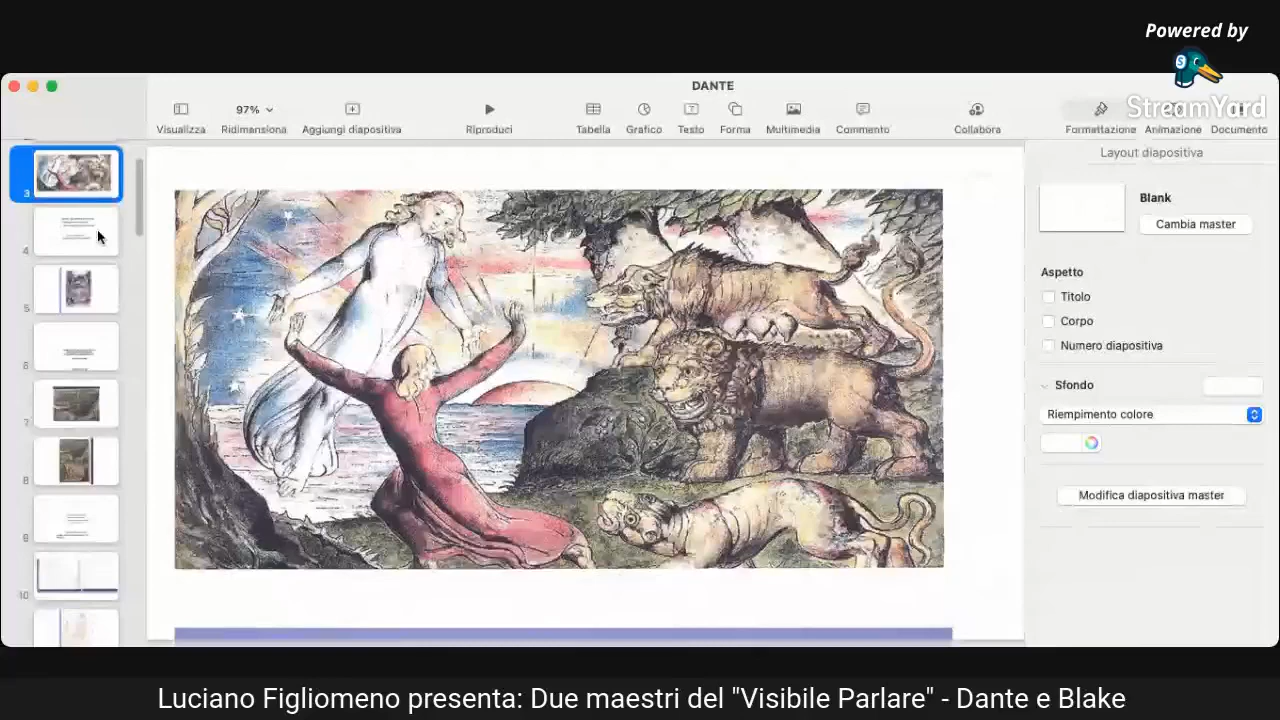 Powered by
StreamYard
DANTE
97%
Visualizza Ridimensiona Aggiungi diapositiva Riproduci Tabella Grafico Testo Forma Multimedia Commento Collabora Formattazione Animazione Documento
Layout diapositiva
Blank
Cambia master
Aspetto
Titolo
Corpo
Numero diapositiva
Sfondo
Riempimento colore
Modifica diapositiva master
3
4
5
6
7
8
9
10
Luciano Figliomeno presenta: Due maestri del "Visibile Parlare" - Dante e Blake